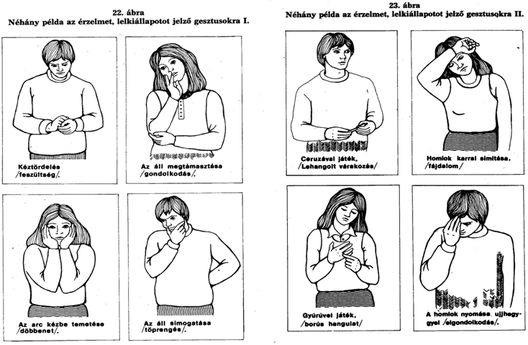 22. ábra
Néhány példa az érzelmet, lelkiállapotot jelző gesztusokra I.
Kéztördelés
/feszültség/.
Az áll megtámasztása
/gondolkodás/.
Az arc kézbe temetése
/döbbenet/.
Az áll simogatása
/töprengés/.
23. ábra
Néhány példa az érzelmet, lelkiállapotot jelző gesztusokra II.
Ceruzával játék,
/Lehangolt várakozás/
Homlok karral simítása.
/fájdalom/
Gyűrűvel játék,
/borús hangulat/
A homlok nyomása ujjhegy-
gyel /elgondolkodás/.